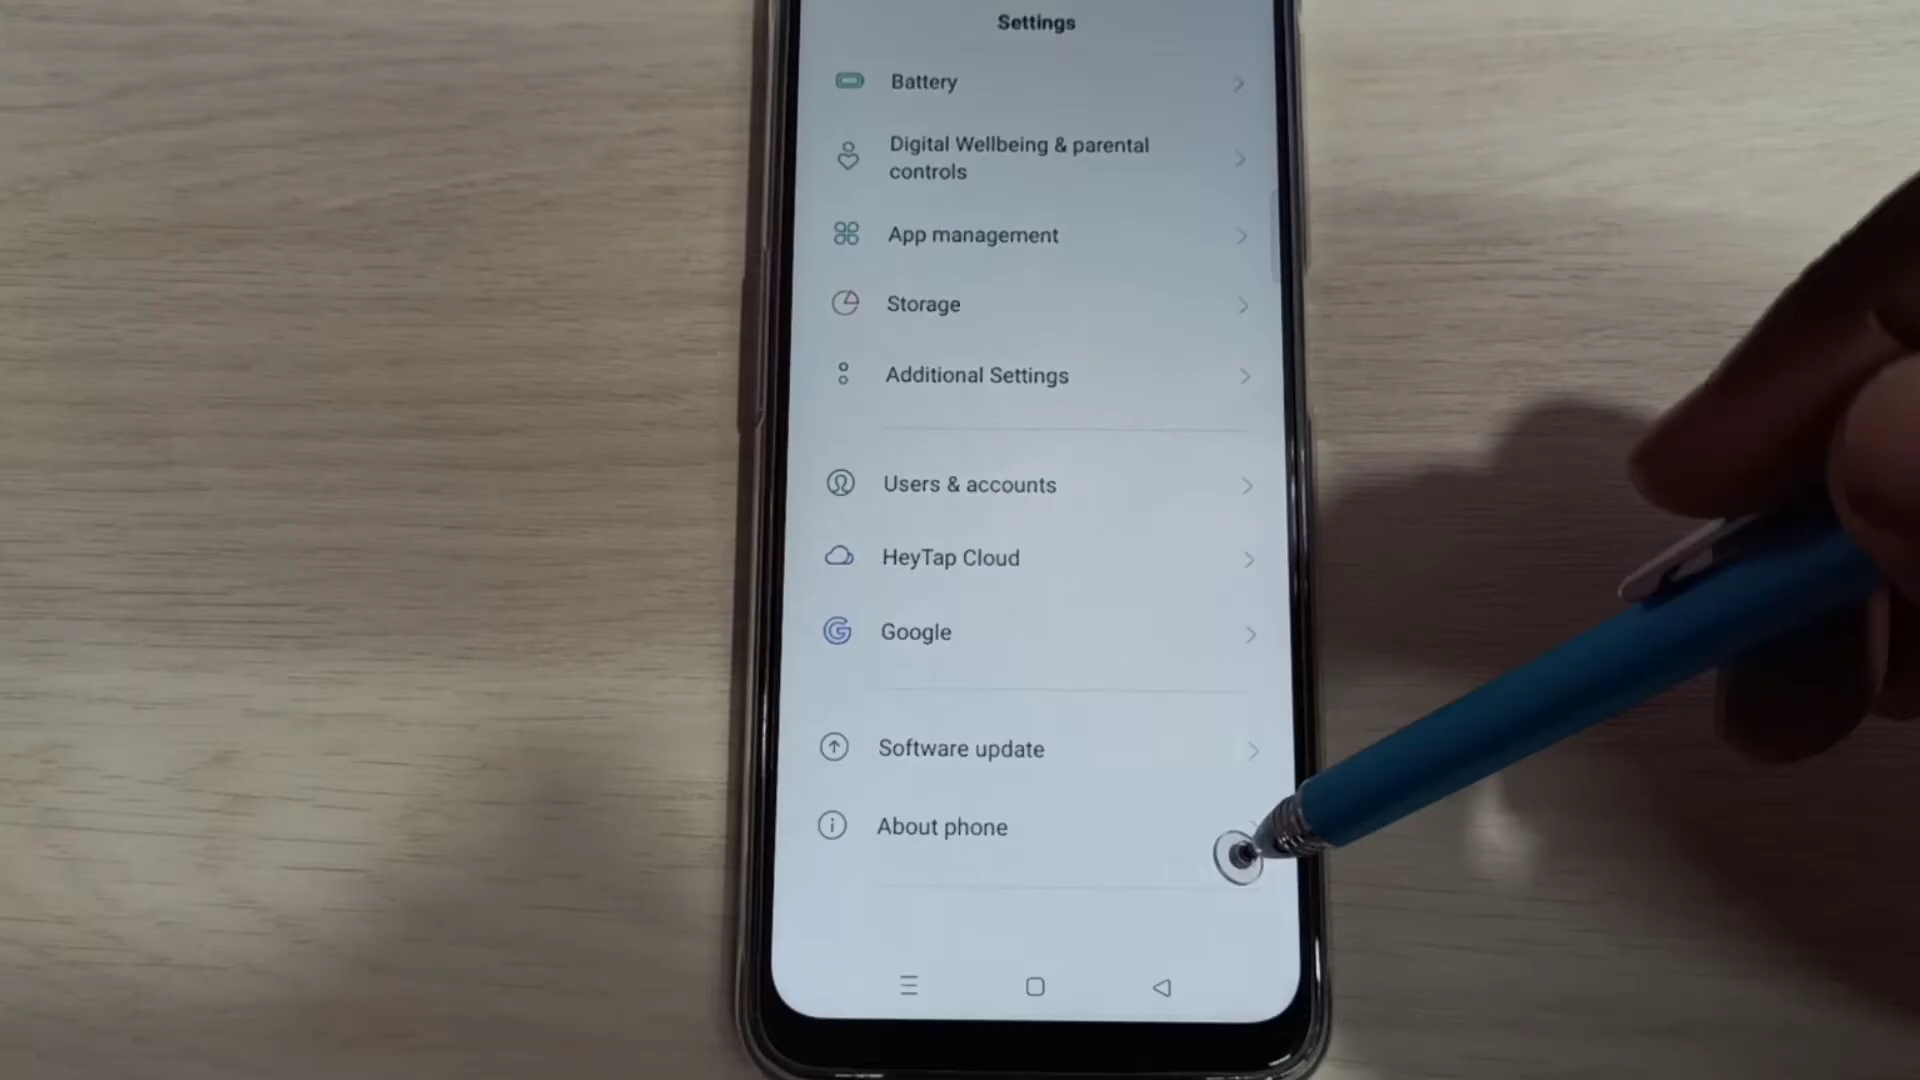 Settings
Battery
Digital Wellbeing & parental
controls
App management
Storage
Additional Settings
Users & accounts
HeyTap Cloud
Google
Software update
About phone